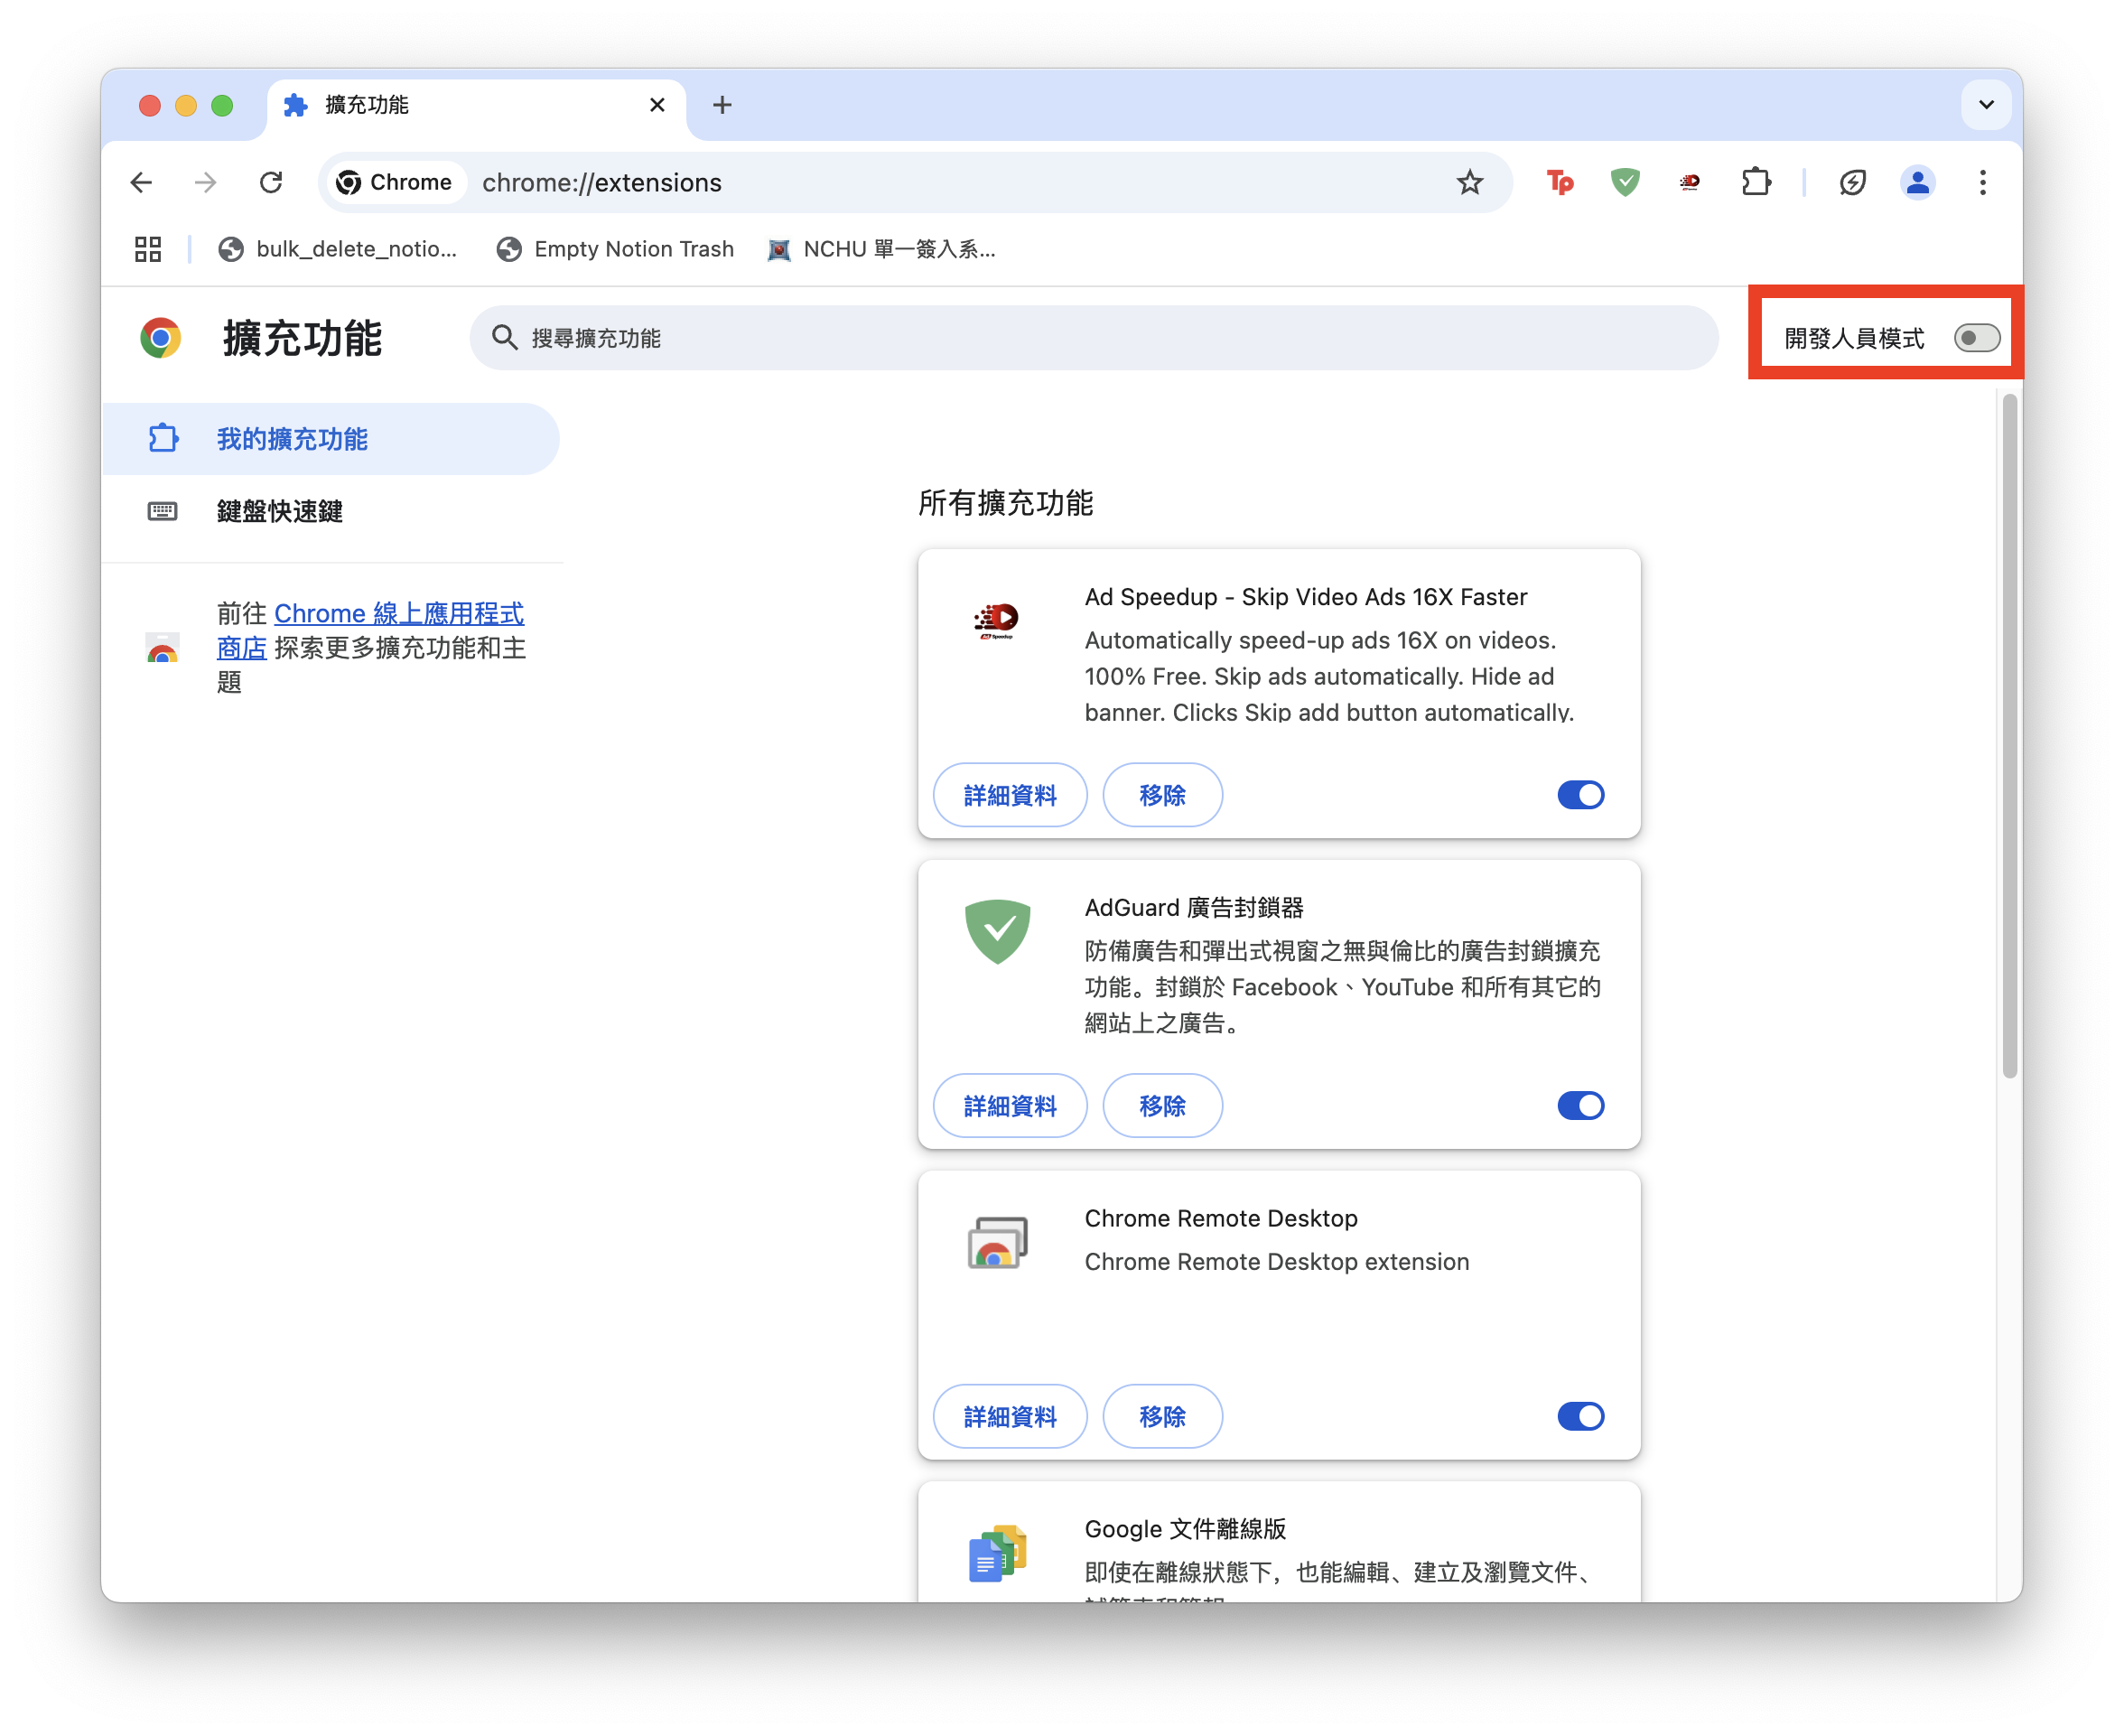 擴充功能
Chrome
chrome://extensions
Tp
bulk_delete_notio...
Empty Notion Trash
NCHU 單一簽入系...
擴充功能
搜尋擴充功能
開發人員模式
我的擴充功能
鍵盤快速鍵
前往 Chrome 線上應用程式
商店 探索更多擴充功能和主
題
所有擴充功能
Ad Speedup
Ad Speedup - Skip Video Ads 16X Faster
Automatically speed-up ads 16X on videos.
100% Free. Skip ads automatically. Hide ad
banner. Clicks Skip add button automatically.
詳細資料
移除
AdGuard 廣告封鎖器
防備廣告和彈出式視窗之無與倫比的廣告封鎖擴充
功能。封鎖於 Facebook、YouTube 和所有其它的
網站上之廣告。
詳細資料
移除
Chrome Remote Desktop
Chrome Remote Desktop extension
詳細資料
移除
Google 文件離線版
即使在離線狀態下，也能編輯、建立及瀏覽文件、